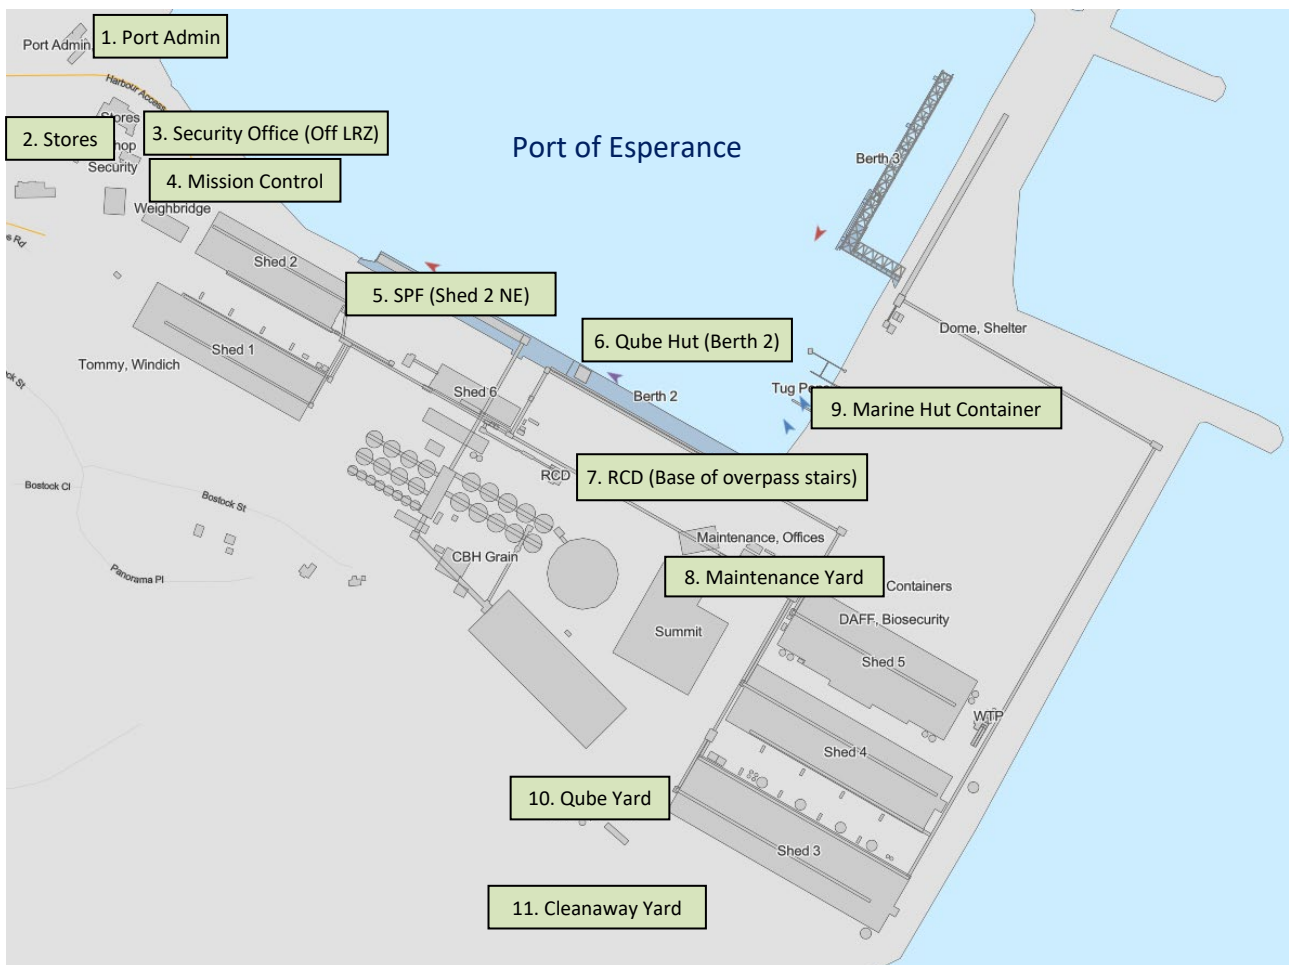 1. Port Admin
Port Admin
Harbour Access
Stores
2. Stores
3. Security Office (Off LRZ)
hop
Security
4. Mission Control
Weighbridge
Port of Esperance
Berth 3
s Rd
Shed 2
5. SPF (Shed 2 NE)
6. Qube Hut (Berth 2)
Dome, Shelter
Shed 1
Tommy, Windich
ock St
Shed 6
Berth 2
Tug Pens
9. Marine Hut Container
RCD
7. RCD (Base of overpass stairs)
Bostock Cl
Bostock St
Maintenance, Offices
CBH Grain
Panorama Pl
8. Maintenance Yard
Containers
DAFF, Biosecurity
Summit
Shed 5
WTP
Shed 4
10. Qube Yard
Shed 3
11. Cleanaway Yard